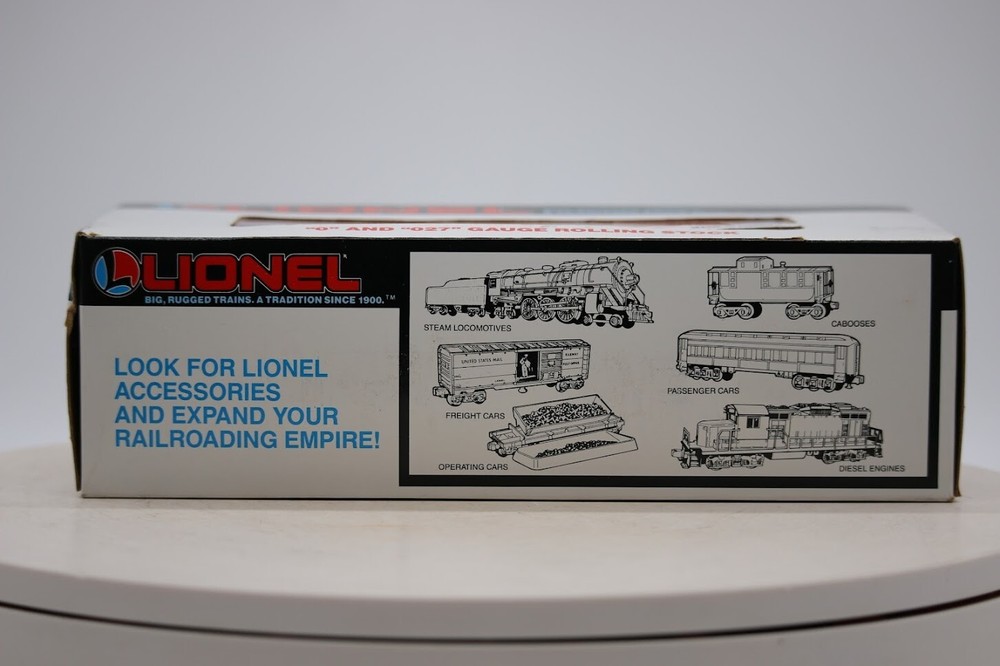 "O" AND "O27" GAUGE ROLLING STOCK
LIONEL
BIG, RUGGED TRAINS. A TRADITION SINCE 1900.™
LOOK FOR LIONEL
ACCESSORIES
AND EXPAND YOUR
RAILROADING EMPIRE!
STEAM LOCOMOTIVES
CABOOSES
UNITED STATES MAIL
FREIGHT CARS
PASSENGER CARS
OPERATING CARS
DIESEL ENGINES